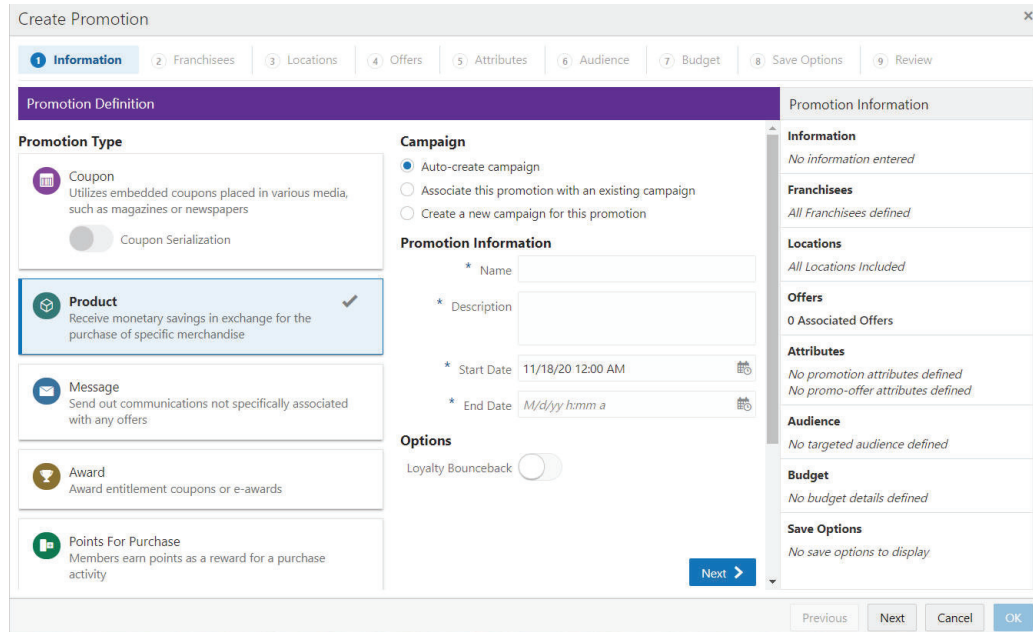 Create Promotion
1 Information
2 Franchisees
3 Locations
4 Offers
5 Attributes
6 Audience
7 Budget
8 Save Options
9 Review
Promotion Definition
Promotion Type
Coupon
Utilizes embedded coupons placed in various media,
such as magazines or newspapers
Coupon Serialization
Product
Receive monetary savings in exchange for the
purchase of specific merchandise
Message
Send out communications not specifically associated
with any offers
Award
Award entitlement coupons or e-awards
Points For Purchase
Members earn points as a reward for a purchase
activity
Campaign
Auto-create campaign
Associate this promotion with an existing campaign
Create a new campaign for this promotion
Promotion Information
* Name
* Description
* Start Date 11/18/20 12:00 AM
* End Date M/d/yy h:mm a
Options
Loyalty Bounceback
Next
Promotion Information
Information
No information entered
Franchisees
All Franchisees defined
Locations
All Locations Included
Offers
0 Associated Offers
Attributes
No promotion attributes defined
No promo-offer attributes defined
Audience
No targeted audience defined
Budget
No budget details defined
Save Options
No save options to display
Previous
Next
Cancel
OK